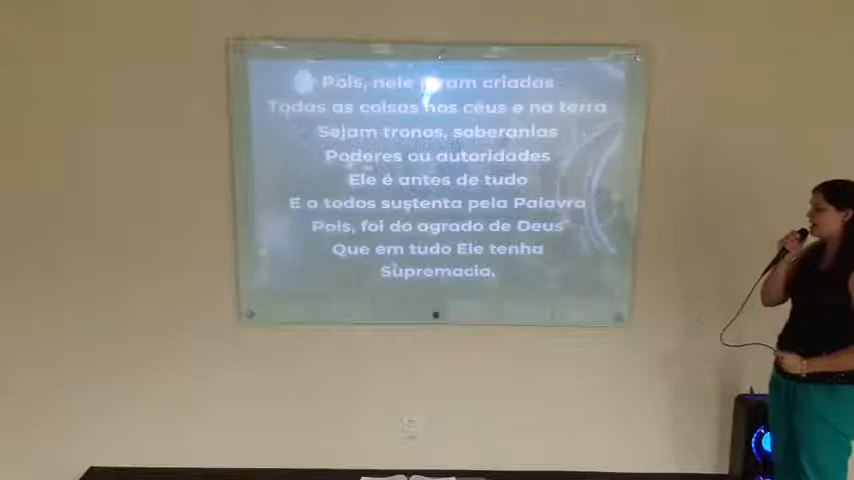 Pois, nele foram criadas
Todas as coisas nos céus e na terra
Sejam tronos, soberanias
Poderes ou autoridades
Ele é antes de tudo
E a todos sustenta pela Palavra
Pois, foi do agrado de Deus
Que em tudo Ele tenha
Supremacia.